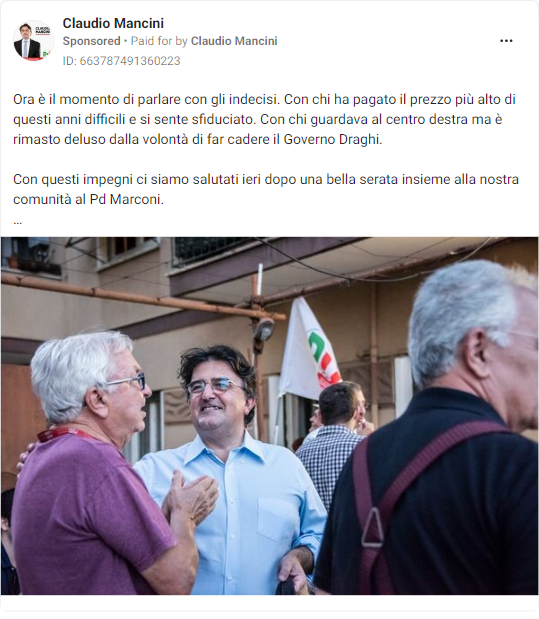 Claudio Mancini
Sponsored • Paid for by Claudio Mancini
ID: 663787491360223
Ora è il momento di parlare con gli indecisi. Con chi ha pagato il prezzo più alto di
questi anni difficili e si sente sfiduciato. Con chi guardava al centro destra ma è
rimasto deluso dalla volontà di far cadere il Governo Draghi.
Con questi impegni ci siamo salutati ieri dopo una bella serata insieme alla nostra
comunità al Pd Marconi.
...